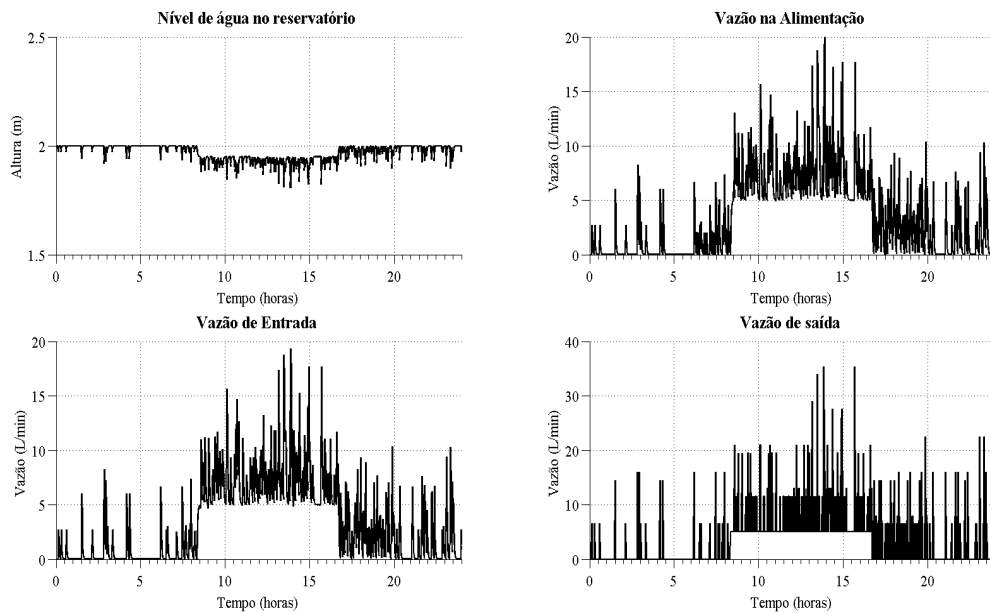 Nível de água no reservatório
Altura (m)
2.5
2
1.5
0 5 10 15 20
Tempo (horas)
Vazão na Alimentação
Vazão (L/min)
20
15
10
5
0
0 5 10 15 20
Tempo (horas)
Vazão de Entrada
Vazão (L/min)
20
15
10
5
0
0 5 10 15 20
Tempo (horas)
Vazão de saída
Vazão (L/min)
40
30
20
10
0
0 5 10 15 20
Tempo (horas)